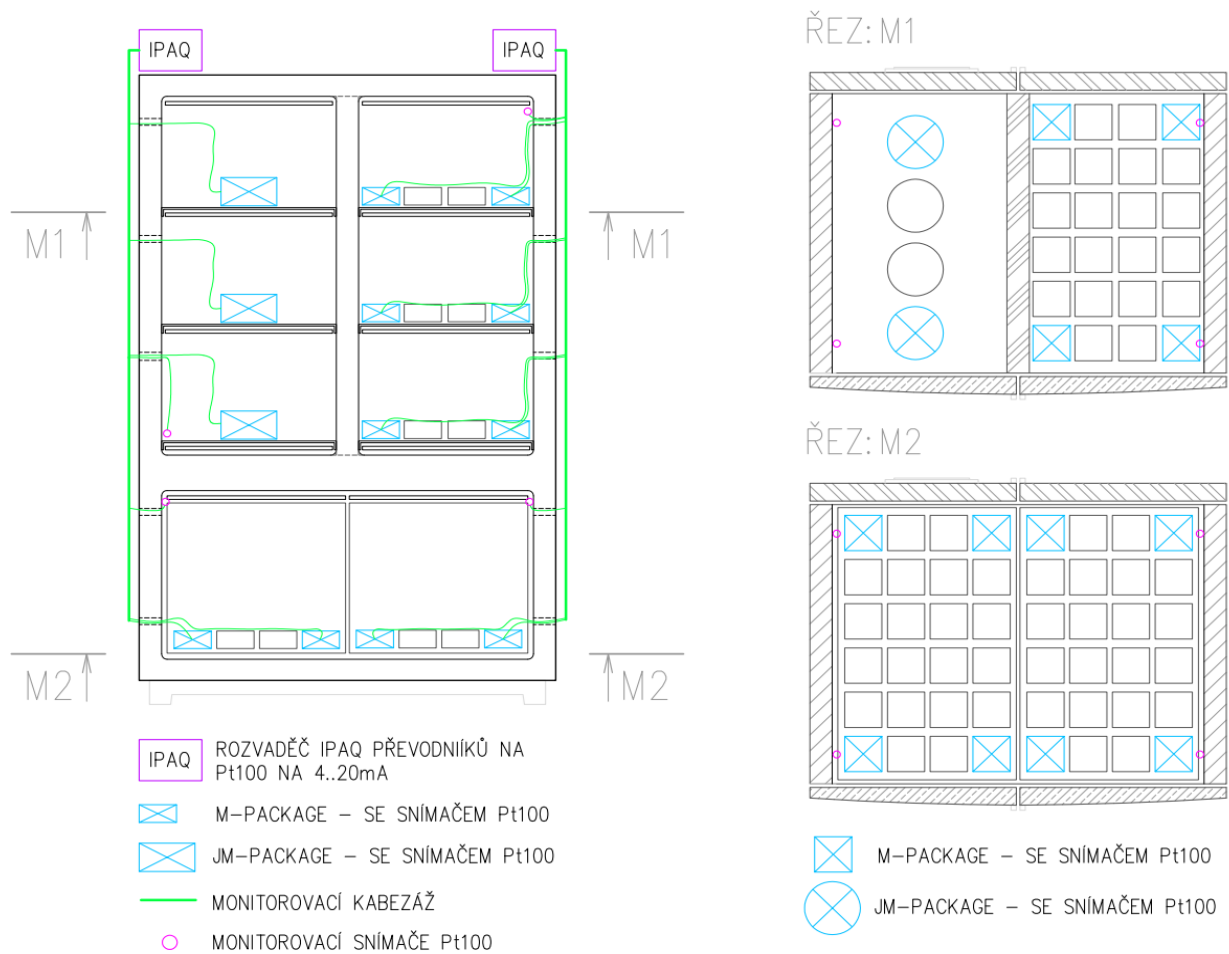 IPAQ
IPAQ
ŘEZ: M1
M1
M1
ŘEZ: M2
M2
M2
IPAQ
ROZVADĚČ IPAQ PŘEVODNIÍKŮ NA
Pt100 NA 4..20mA
M-PACKAGE - SE SNÍMAČEM Pt100
JM-PACKAGE - SE SNÍMAČEM Pt100
MONITOROVACÍ KABEZÁŽ
MONITOROVACÍ SNÍMAČE Pt100
M-PACKAGE - SE SNÍMAČEM Pt100
JM-PACKAGE - SE SNÍMAČEM Pt100